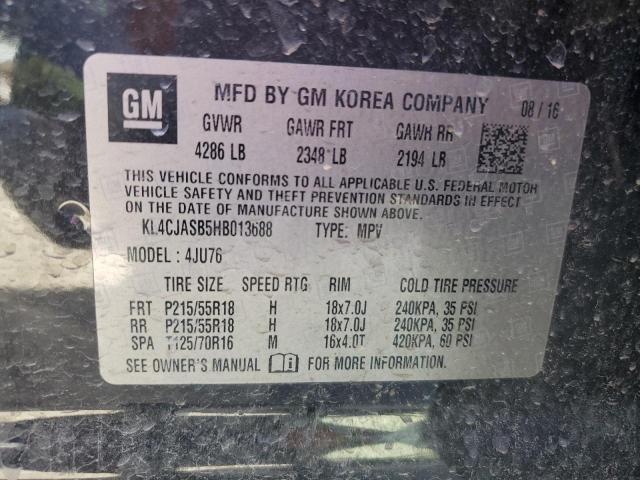 GM MFD BY GM KOREA COMPANY 08/16
GVWR GAWR FRT GAWR RR
4286 LB 2348 LB 2194 LB
THIS VEHICLE CONFORMS TO ALL APPLICABLE U.S. FEDERAL MOTOR
VEHICLE SAFETY AND THEFT PREVENTION STANDARDS IN EFFECT
ON THE DATE OF MANUFACTURE SHOWN ABOVE.
KL4CJASB5HB013688 TYPE: MPV
MODEL: 4JU76
TIRE SIZE SPEED RTG RIM COLD TIRE PRESSURE
FRT P215/55R18 H 18x7.0J 240KPA, 35 PSI
RR P215/55R18 H 18x7.0J 240KPA, 35 PSI
SPA T125/70R16 M 16x4.0T 420KPA, 60 PSI
SEE OWNER'S MANUAL FOR MORE INFORMATION.